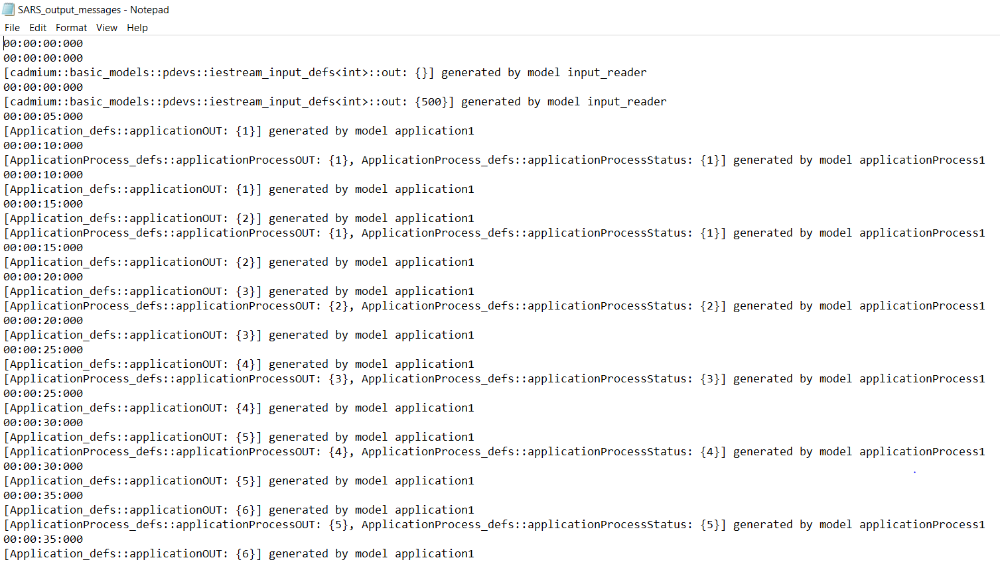 SARS_output_messages - Notepad
File Edit Format View Help
00:00:00:000
00:00:00:000
[cadmium::basic_models::pdevs::iestream_input_defs<int>::out: {}] generated by model input_reader
00:00:00:000
[cadmium::basic_models::pdevs::iestream_input_defs<int>::out: {500}] generated by model input_reader
00:00:05:000
[Application_defs::applicationOUT: {1}] generated by model application1
00:00:10:000
[ApplicationProcess_defs::applicationProcessOUT: {1}, ApplicationProcess_defs::applicationProcessStatus: {1}] generated by model applicationProcess1
00:00:10:000
[Application_defs::applicationOUT: {1}] generated by model application1
00:00:15:000
[Application_defs::applicationOUT: {2}] generated by model application1
[ApplicationProcess_defs::applicationProcessOUT: {1}, ApplicationProcess_defs::applicationProcessStatus: {1}] generated by model applicationProcess1
00:00:15:000
[Application_defs::applicationOUT: {2}] generated by model application1
00:00:20:000
[Application_defs::applicationOUT: {3}] generated by model application1
[ApplicationProcess_defs::applicationProcessOUT: {2}, ApplicationProcess_defs::applicationProcessStatus: {2}] generated by model applicationProcess1
00:00:20:000
[Application_defs::applicationOUT: {3}] generated by model application1
00:00:25:000
[Application_defs::applicationOUT: {4}] generated by model application1
[ApplicationProcess_defs::applicationProcessOUT: {3}, ApplicationProcess_defs::applicationProcessStatus: {3}] generated by model applicationProcess1
00:00:25:000
[Application_defs::applicationOUT: {4}] generated by model application1
00:00:30:000
[Application_defs::applicationOUT: {5}] generated by model application1
[ApplicationProcess_defs::applicationProcessOUT: {4}, ApplicationProcess_defs::applicationProcessStatus: {4}] generated by model applicationProcess1
00:00:30:000
[Application_defs::applicationOUT: {5}] generated by model application1
00:00:35:000
[Application_defs::applicationOUT: {6}] generated by model application1
[ApplicationProcess_defs::applicationProcessOUT: {5}, ApplicationProcess_defs::applicationProcessStatus: {5}] generated by model applicationProcess1
00:00:35:000
[Application_defs::applicationOUT: {6}] generated by model application1